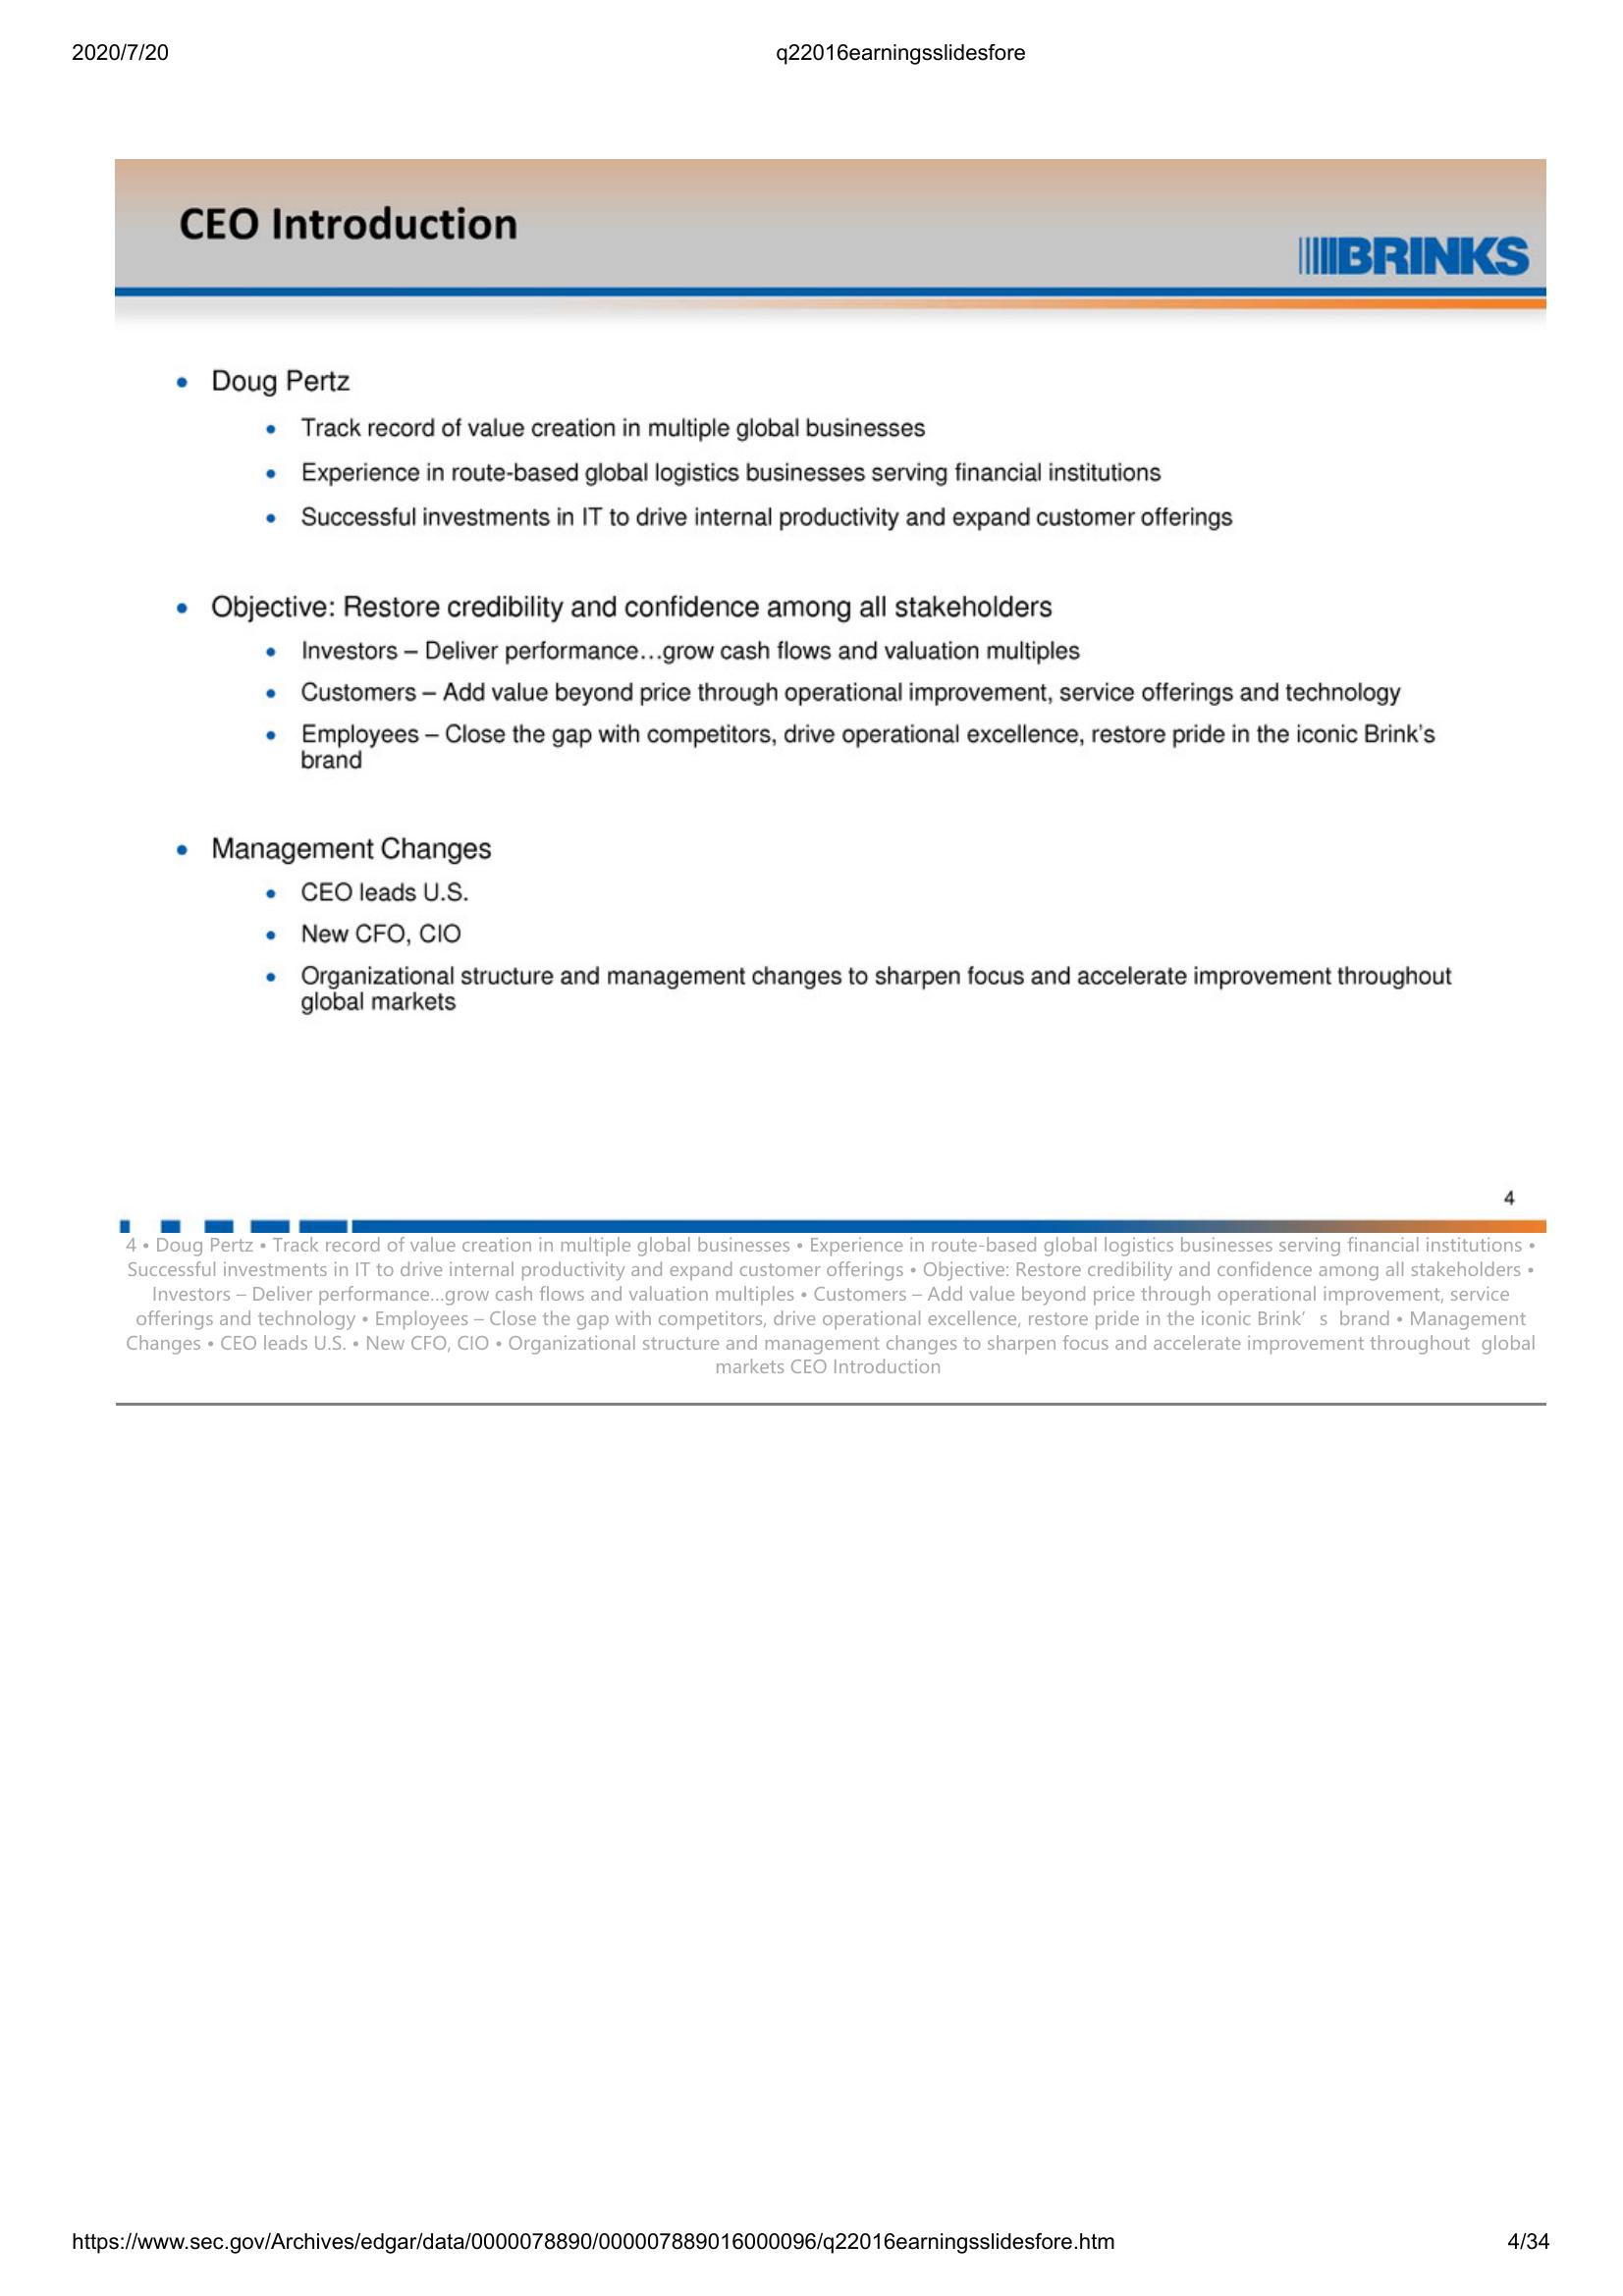 2020/7/20
q22016earningsslidesfore
CEO Introduction
BRINKS
• Doug Pertz
• Track record of value creation in multiple global businesses
• Experience in route-based global logistics businesses serving financial institutions
• Successful investments in IT to drive internal productivity and expand customer offerings
• Objective: Restore credibility and confidence among all stakeholders
• Investors – Deliver performance…grow cash flows and valuation multiples
• Customers – Add value beyond price through operational improvement, service offerings and technology
• Employees – Close the gap with competitors, drive operational excellence, restore pride in the iconic Brink’s
brand
• Management Changes
• CEO leads U.S.
• New CFO, CIO
• Organizational structure and management changes to sharpen focus and accelerate improvement throughout
global markets
4
4 • Doug Pertz • Track record of value creation in multiple global businesses • Experience in route-based global logistics businesses serving financial institutions •
Successful investments in IT to drive internal productivity and expand customer offerings • Objective: Restore credibility and confidence among all stakeholders •
Investors – Deliver performance…grow cash flows and valuation multiples • Customers – Add value beyond price through operational improvement, service
offerings and technology • Employees – Close the gap with competitors, drive operational excellence, restore pride in the iconic Brink’ s brand • Management
Changes • CEO leads U.S. • New CFO, CIO • Organizational structure and management changes to sharpen focus and accelerate improvement throughout global
markets CEO Introduction
https://www.sec.gov/Archives/edgar/data/0000078890/000007889016000096/q22016earningsslidesfore.htm
4/34